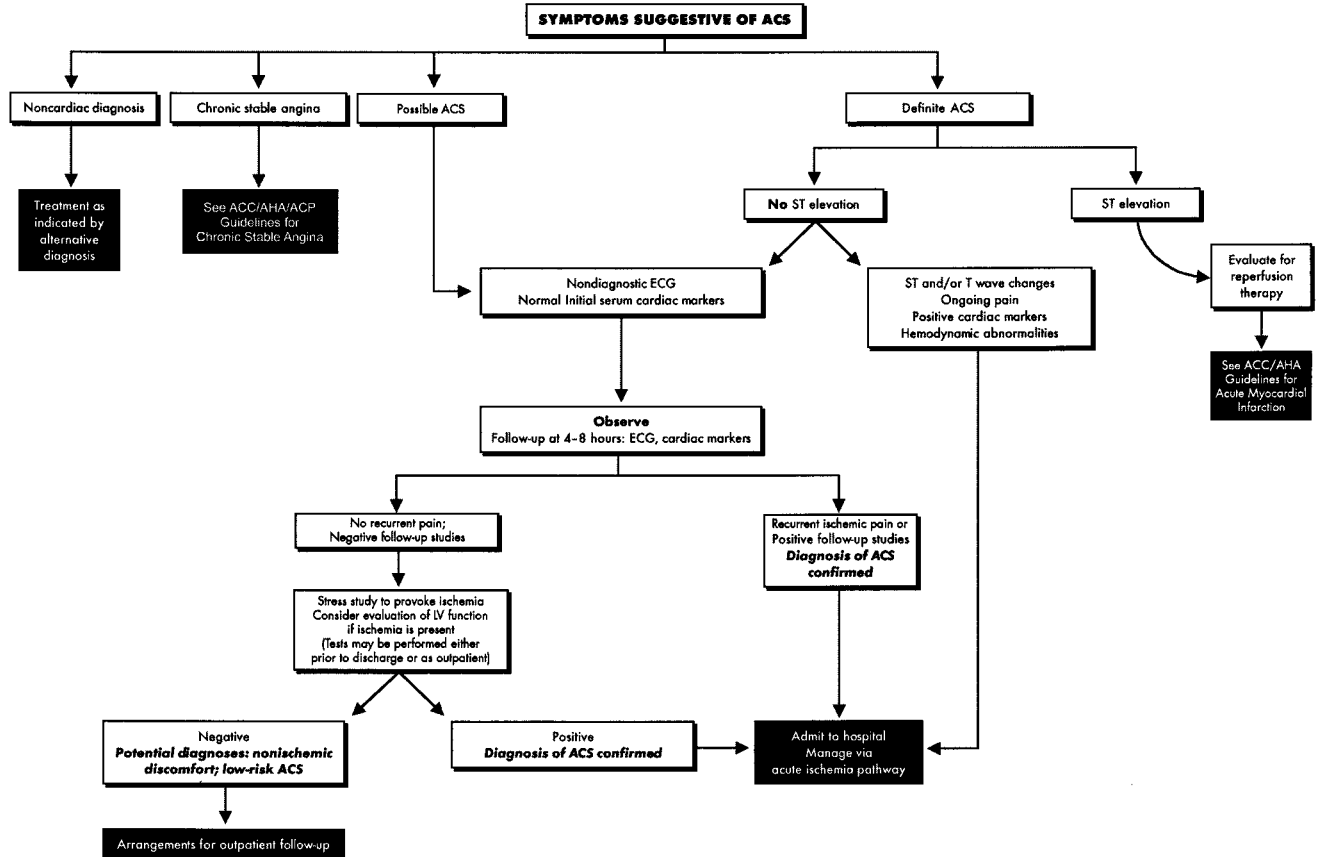 SYMPTOMS SUGGESTIVE OF ACS
Noncardiac diagnosis
Chronic stable angina
Possible ACS
Definite ACS
Treatment as
indicated by
alternative
diagnosis
See ACC/AHA/ACP
Guidelines for
Chronic Stable Angina
No ST elevation
ST elevation
Nondiagnostic ECG
Normal Initial serum cardiac markers
ST and/or T wave changes
Ongoing pain
Positive cardiac markers
Hemodynamic abnormalities
Evaluate for
reperfusion
therapy
See ACC/AHA
Guidelines for
Acute Myocardial
Infarction
Observe
Follow-up at 4–8 hours: ECG, cardiac markers
No recurrent pain;
Negative follow-up studies
Recurrent ischemic pain or
Positive follow-up studies
Diagnosis of ACS
confirmed
Stress study to provoke ischemia
Consider evaluation of LV function
if ischemia is present
(Tests may be performed either
prior to discharge or as outpatient)
Negative
Potential diagnoses: nonischemic
discomfort; low-risk ACS
Positive
Diagnosis of ACS confirmed
Admit to hospital
Manage via
acute ischemia pathway
Arrangements for outpatient follow-up